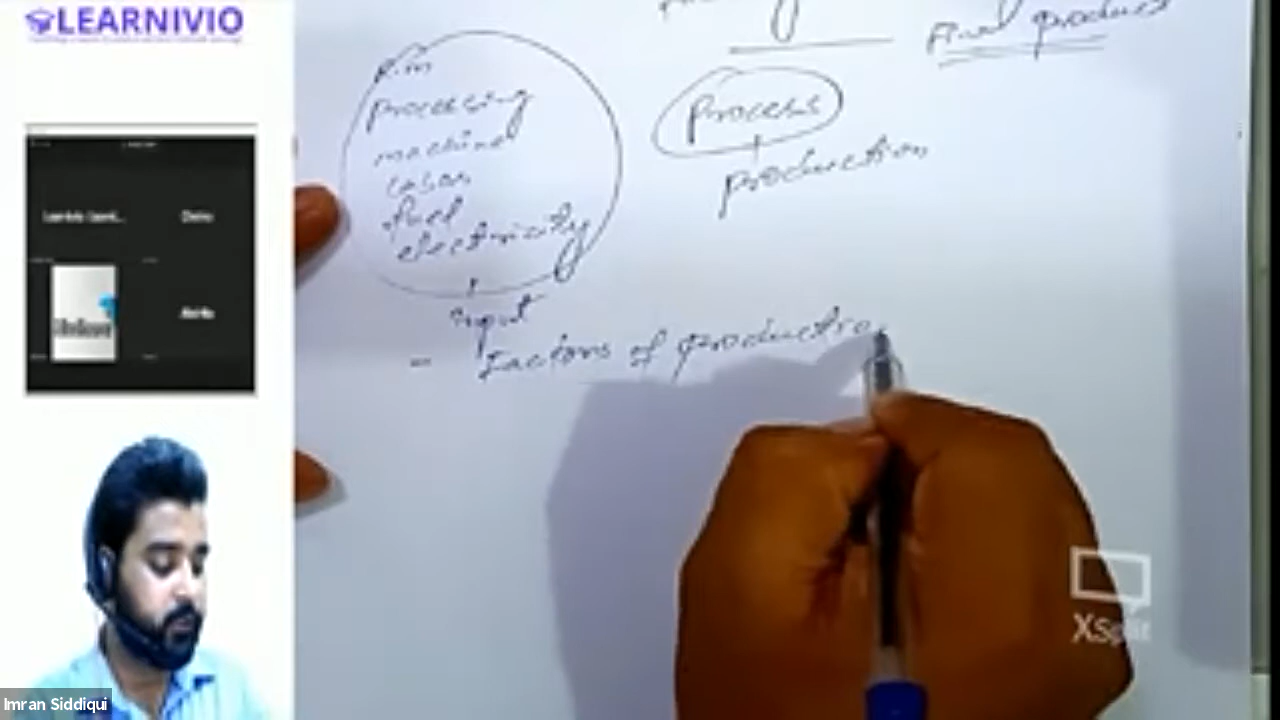 LEARNIVIO
Final product
R.m
processing
machine
labor
fuel
electricity
input
process
production
- Factors of production
XSplit
Imran Siddiqui